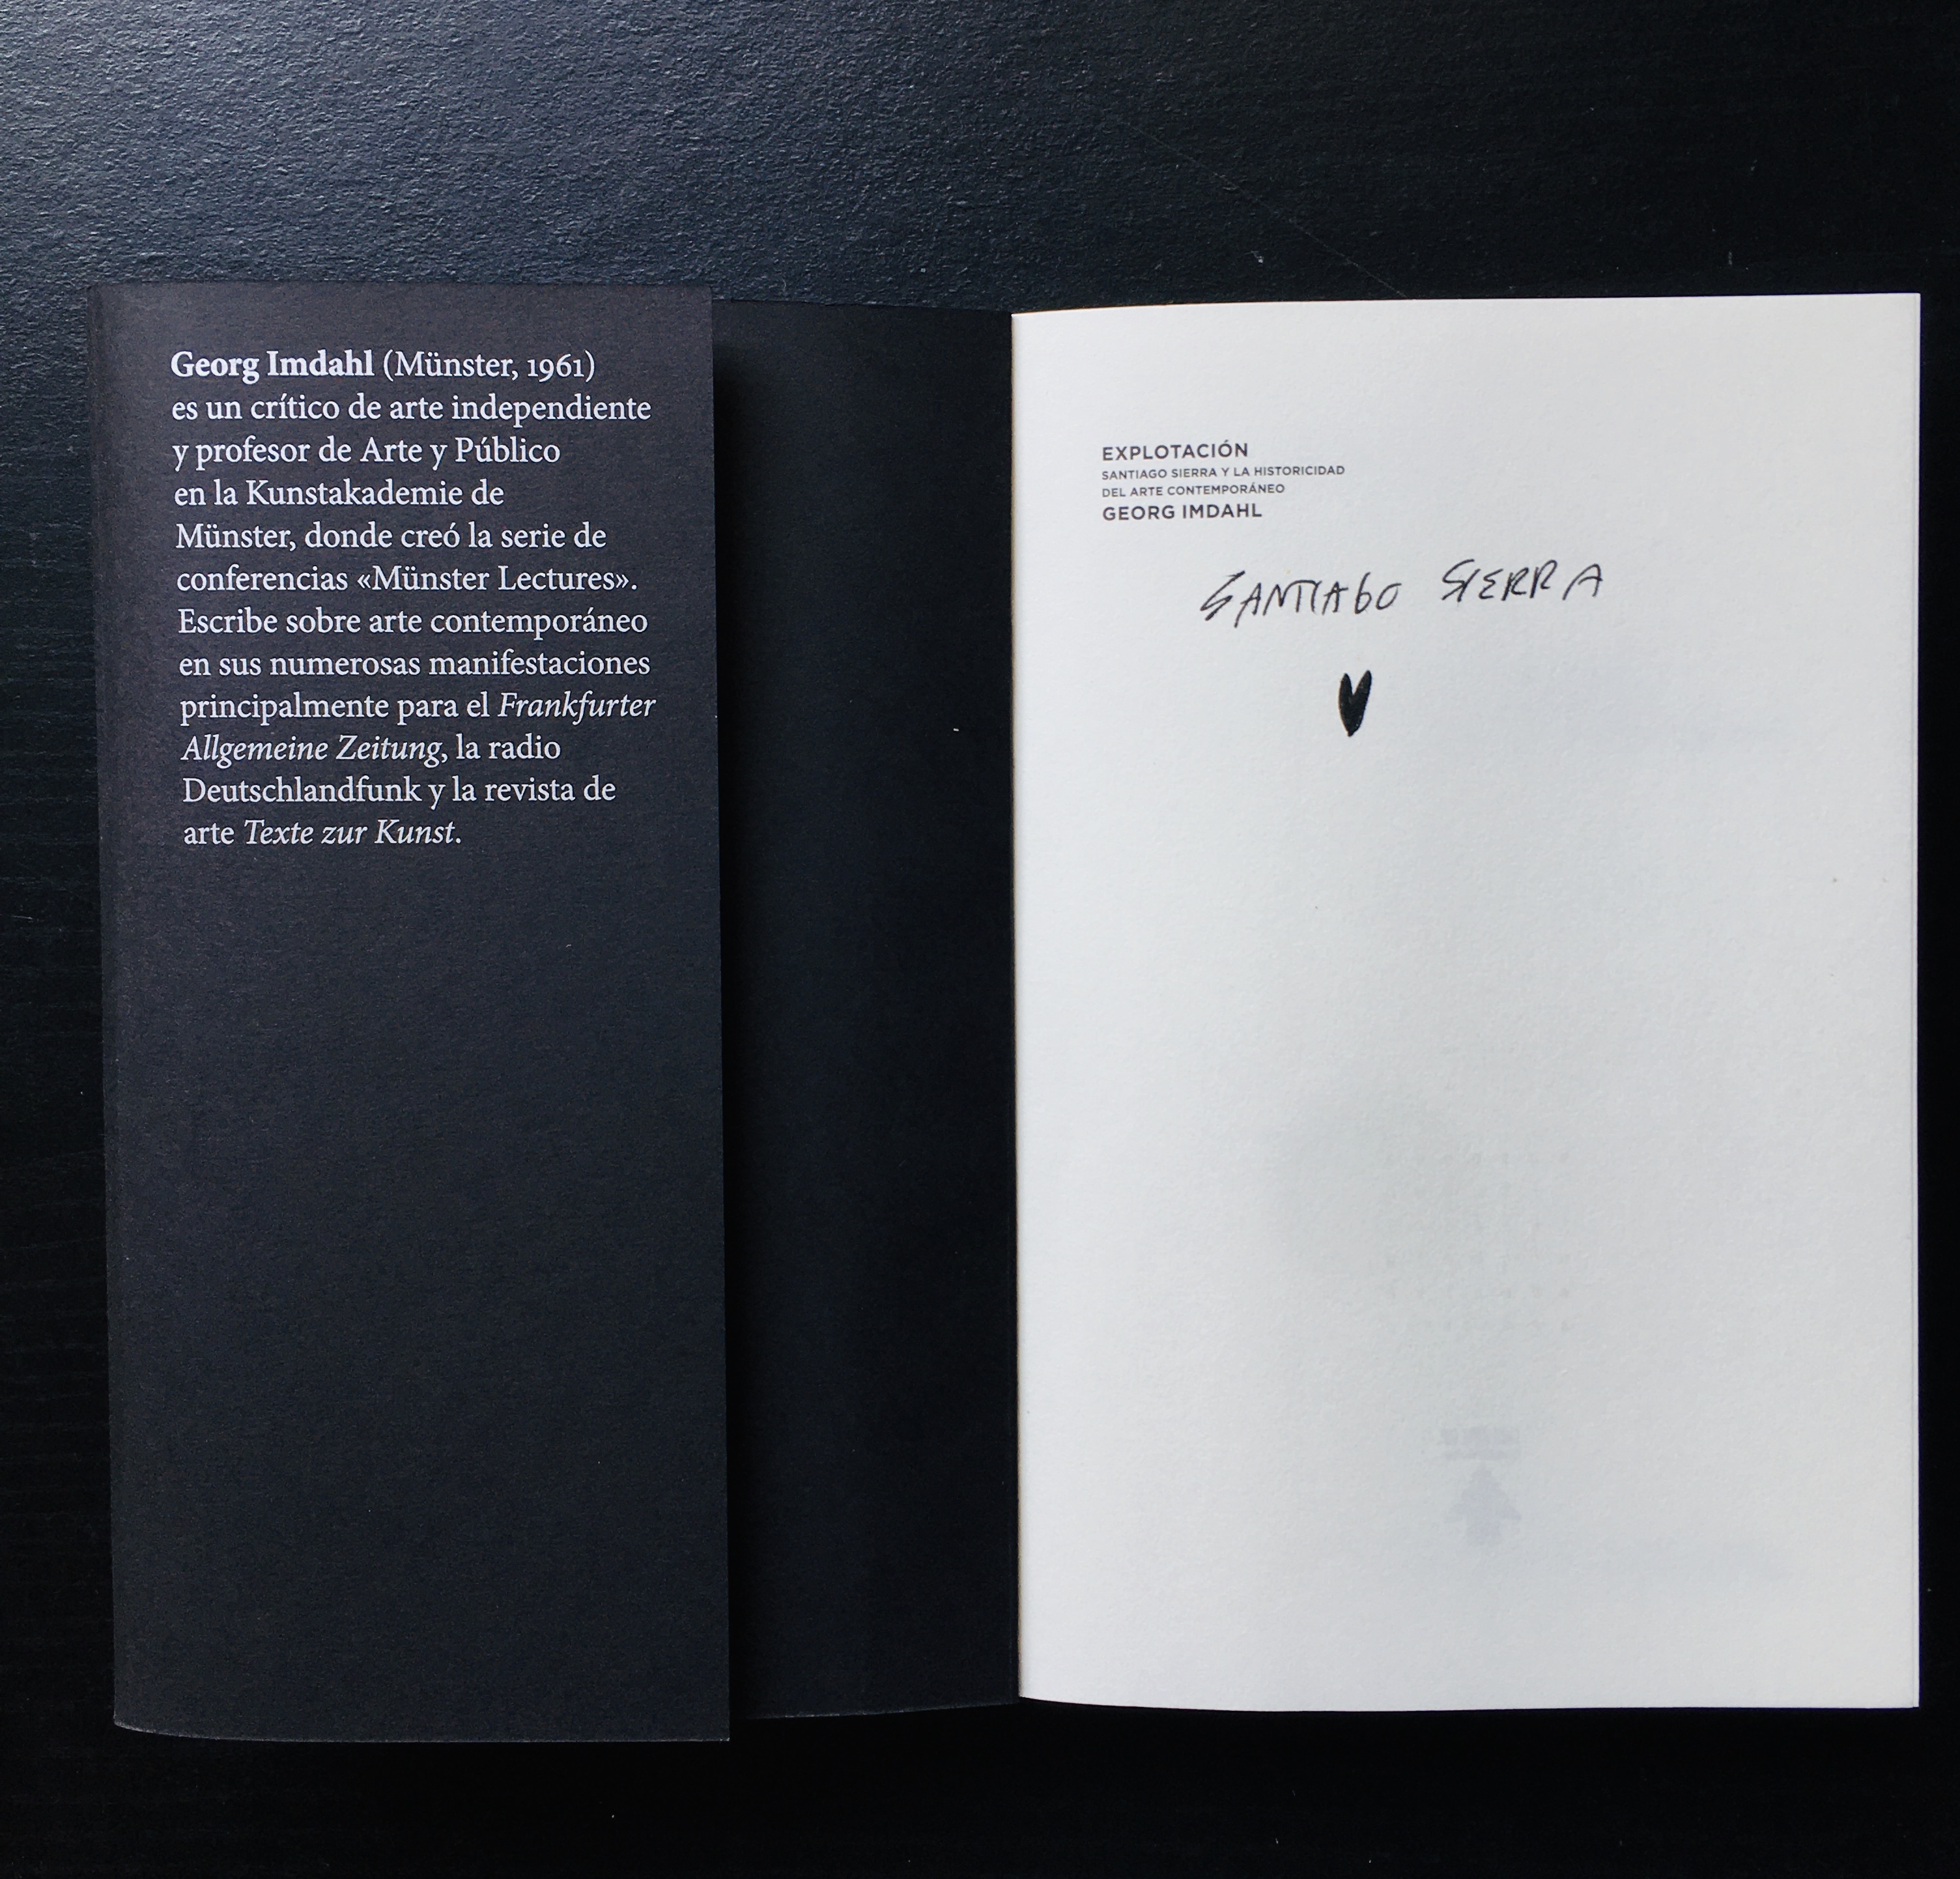 Georg Imdahl (Münster, 1961)
es un crítico de arte independiente
y profesor de Arte y Público
en la Kunstakademie de
Münster, donde creó la serie de
conferencias «Münster Lectures».
Escribe sobre arte contemporáneo
en sus numerosas manifestaciones
principalmente para el Frankfurter
Allgemeine Zeitung, la radio
Deutschlandfunk y la revista de
arte Texte zur Kunst.
EXPLOTACIÓN
SANTIAGO SIERRA Y LA HISTORICIDAD
DEL ARTE CONTEMPORÁNEO
GEORG IMDAHL
SANTIAGO SIERRA